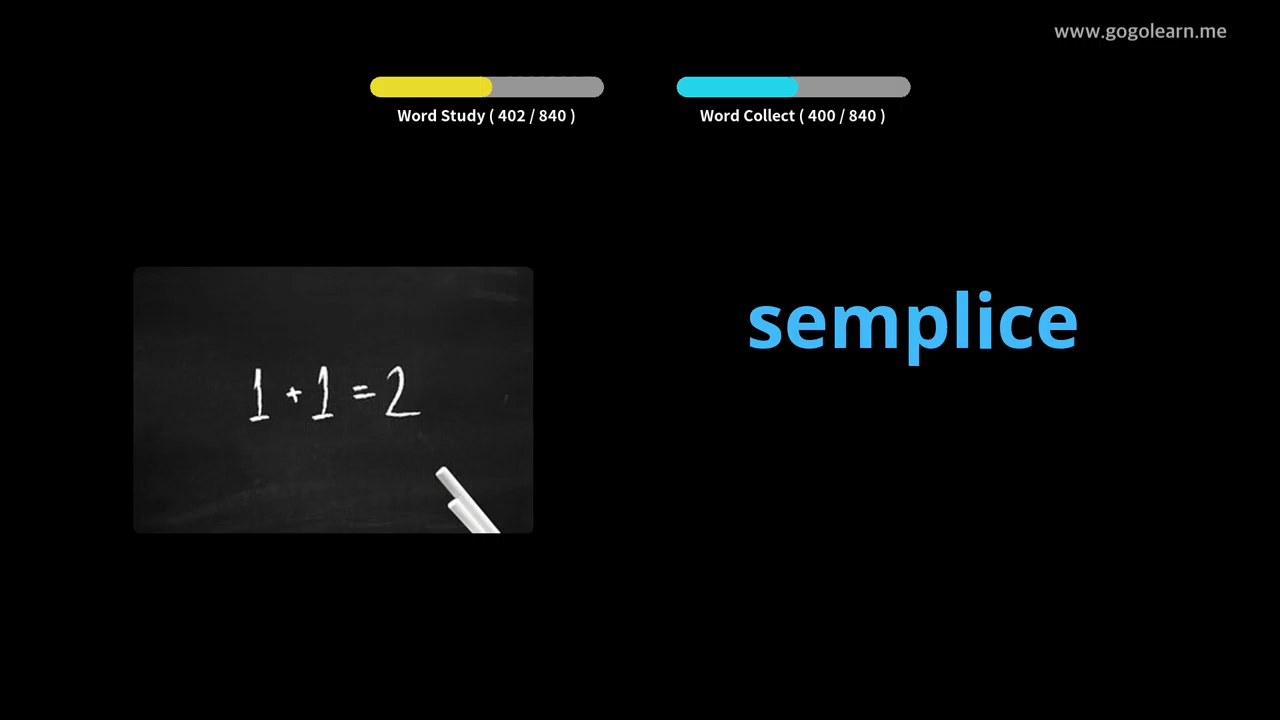 www.gogolearn.me
Word Study ( 402 / 840 )
Word Collect ( 400 / 840 )
semplice
1 + 1 = 2